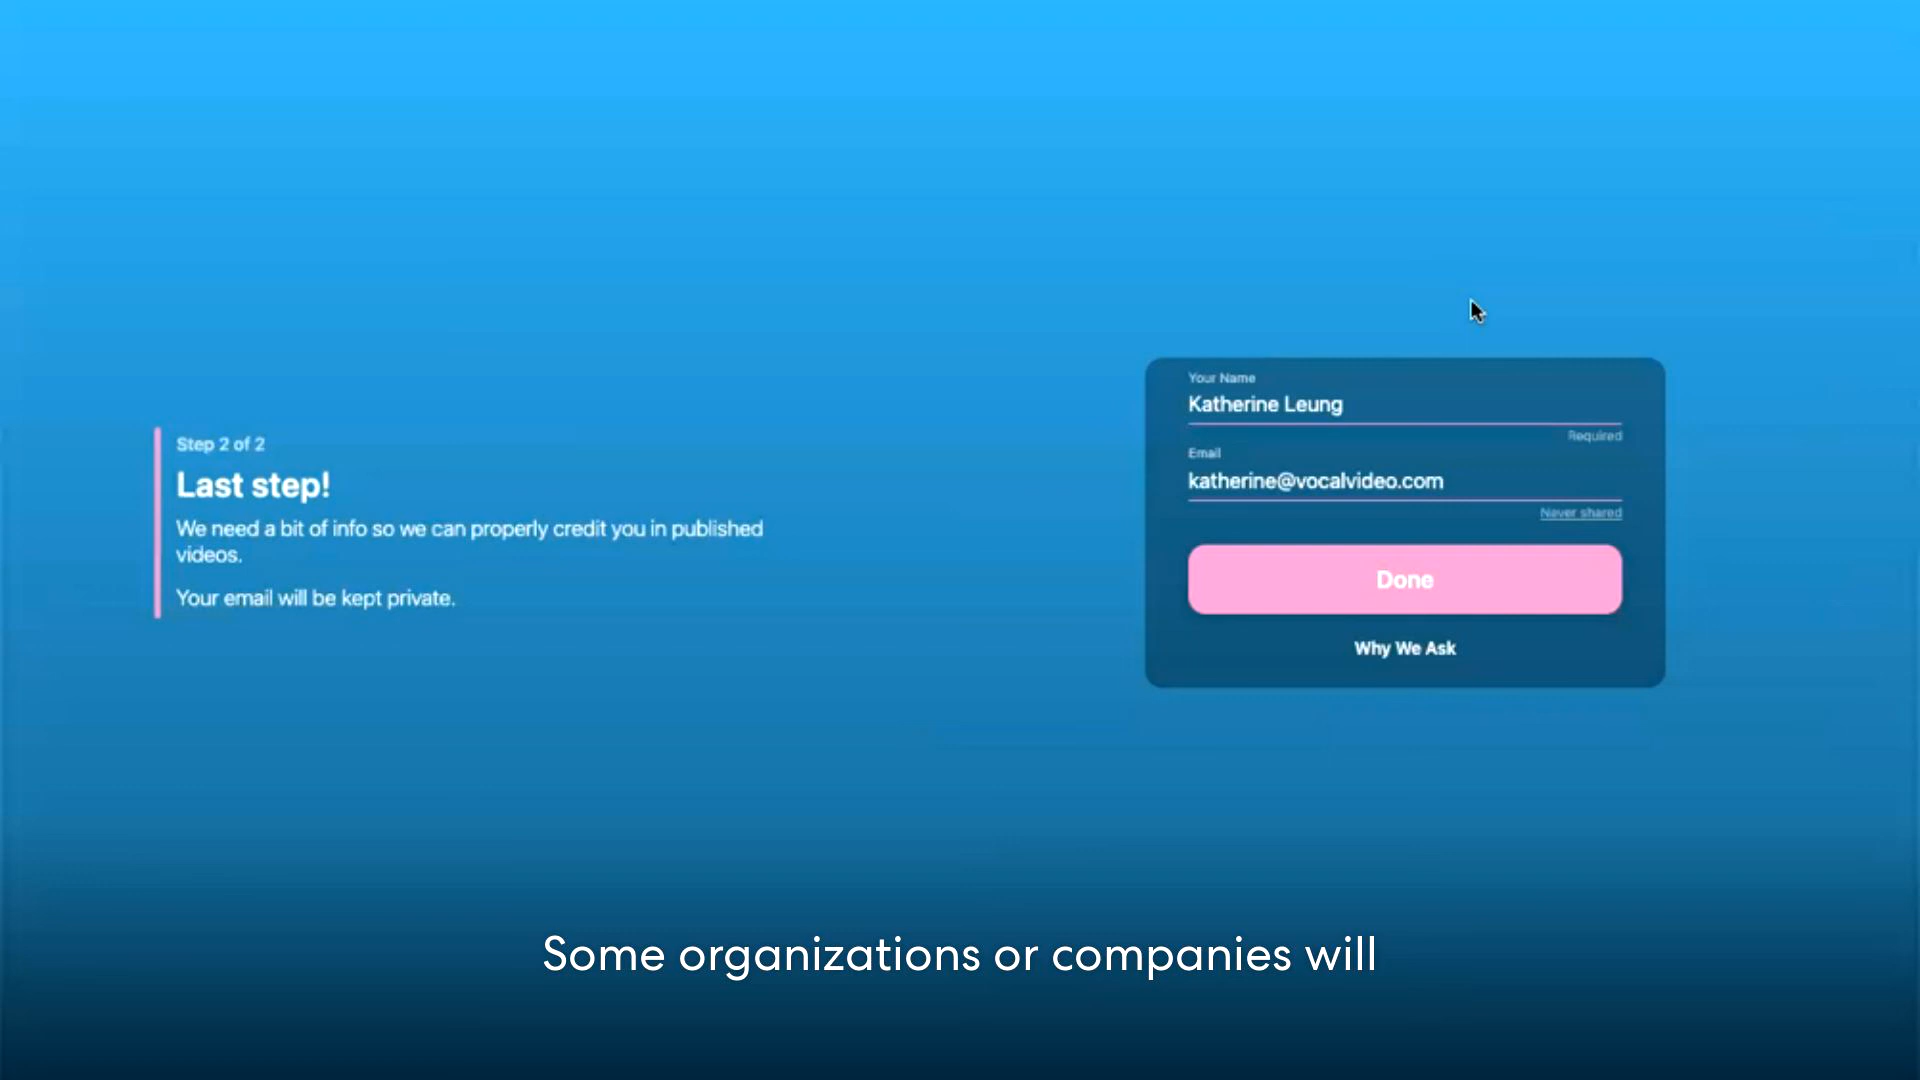 Step 2 of 2
Last step!
We need a bit of info so we can properly credit you in published
videos.
Your email will be kept private.
Your Name
Katherine Leung
Required
Email
katherine@vocalvideo.com
Never shared
Done
Why We Ask
Some organizations or companies will